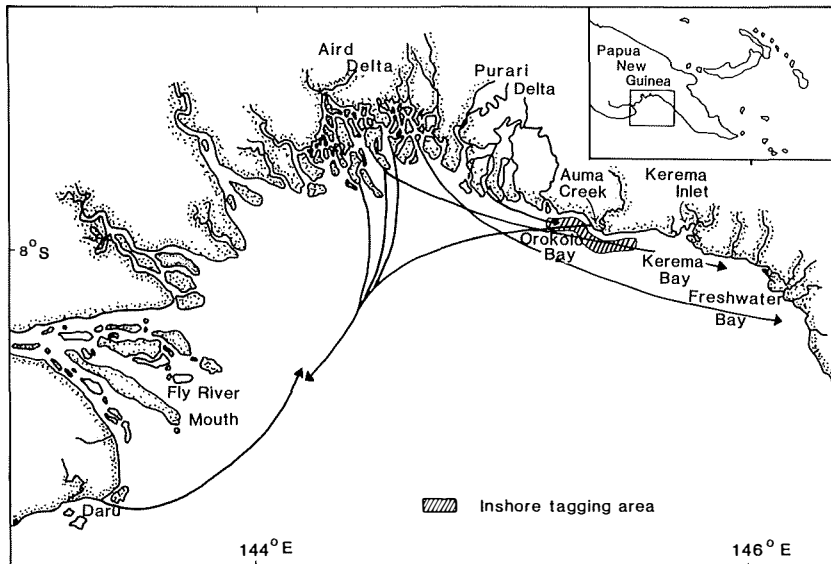 Aird
Delta
Purari
Delta
Papua
New
Guinea
Auma
Creek
Kerema
Inlet
8°S
Orokolo
Bay
Kerema
Bay
Freshwater
Bay
Fly River
Mouth
Daru
Inshore tagging area
144°E
146°E